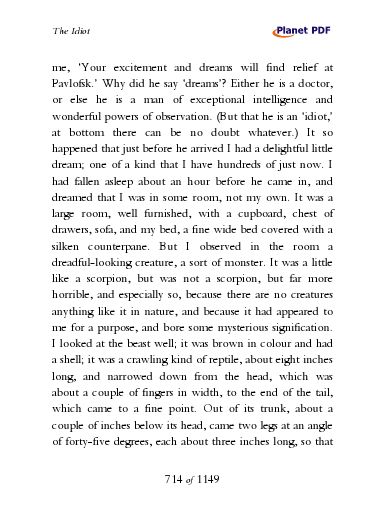 The Idiot
Planet PDF
me, 'Your excitement and dreams will find relief at
Pavlofsk.' Why did he say 'dreams'? Either he is a doctor,
or else he is a man of exceptional intelligence and
wonderful powers of observation. (But that he is an 'idiot,'
at bottom there can be no doubt whatever.) It so
happened that just before he arrived I had a delightful little
dream; one of a kind that I have hundreds of just now. I
had fallen asleep about an hour before he came in, and
dreamed that I was in some room, not my own. It was a
large room, well furnished, with a cupboard, chest of
drawers, sofa, and my bed, a fine wide bed covered with a
silken counterpane. But I observed in the room a
dreadful-looking creature, a sort of monster. It was a little
like a scorpion, but was not a scorpion, but far more
horrible, and especially so, because there are no creatures
anything like it in nature, and because it had appeared to
me for a purpose, and bore some mysterious signification.
I looked at the beast well; it was brown in colour and had
a shell; it was a crawling kind of reptile, about eight inches
long, and narrowed down from the head, which was
about a couple of fingers in width, to the end of the tail,
which came to a fine point. Out of its trunk, about a
couple of inches below its head, came two legs at an angle
of forty-five degrees, each about three inches long, so that
714 of 1149